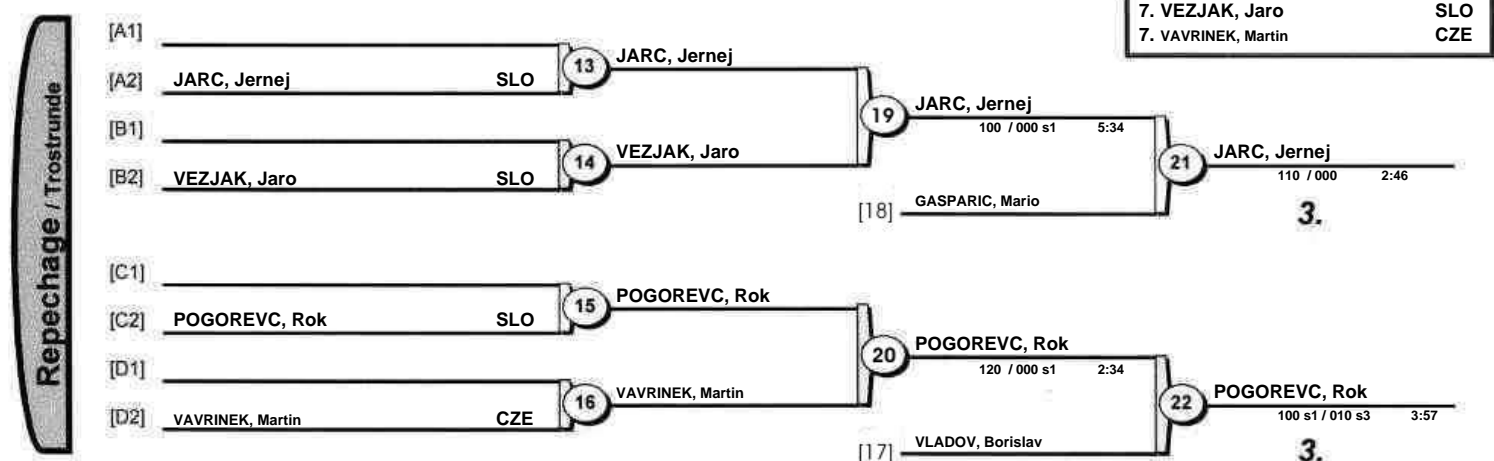 7. VEZJAK, Jaro SLO
7. VAVRINEK, Martin CZE
Repechage / Trostrunde
[A1]
13 JARC, Jernej
[A2] JARC, Jernej SLO
19 JARC, Jernej
100 / 000 s1 5:34
[B1]
14 VEZJAK, Jaro
[B2] VEZJAK, Jaro SLO
21 JARC, Jernej
110 / 000 2:46
[18] GASPARIC, Mario
3.
[C1]
15 POGOREVC, Rok
[C2] POGOREVC, Rok SLO
20 POGOREVC, Rok
120 / 000 s1 2:34
[D1]
16 VAVRINEK, Martin
[D2] VAVRINEK, Martin CZE
22 POGOREVC, Rok
100 s1 / 010 s3 3:57
[17] VLADOV, Borislav
3.